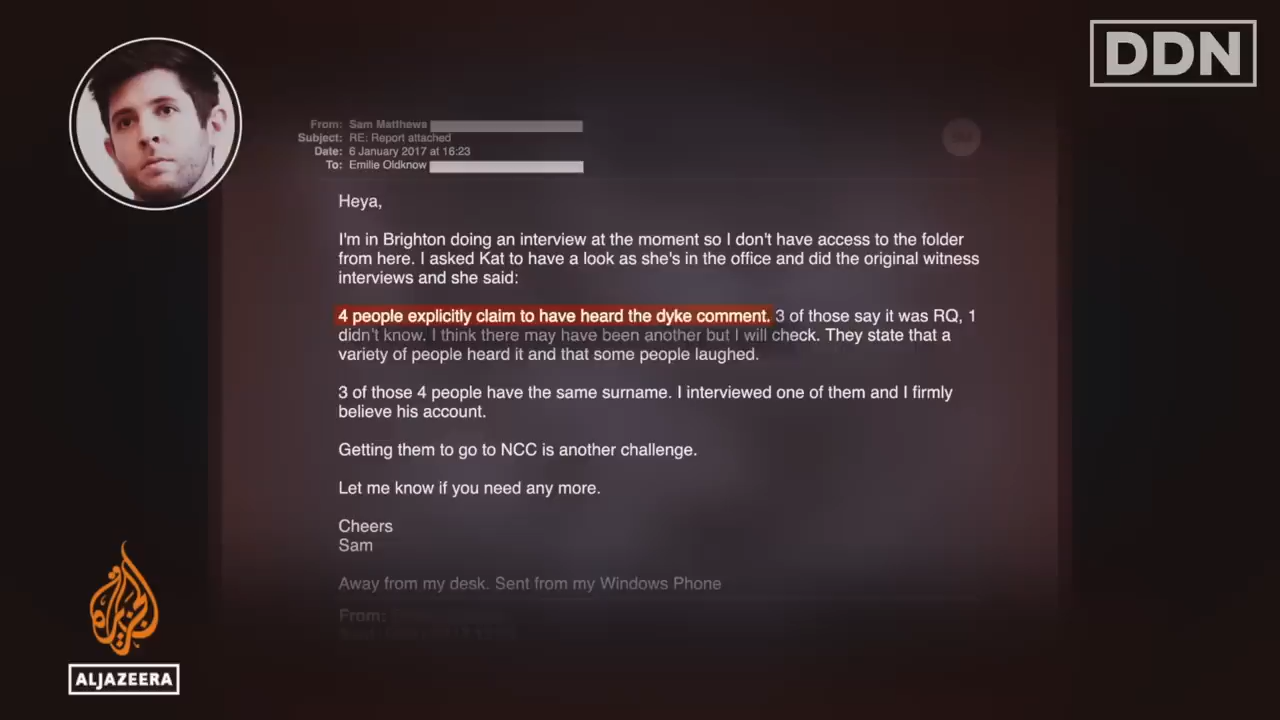 DDN
From: Sam Matthews
Subject: RE: Report attached
Date: 6 January 2017 at 16:23
To: Emilie Oldknow
Heya,
I'm in Brighton doing an interview at the moment so I don't have access to the folder
from here. I asked Kat to have a look as she's in the office and did the original witness
interviews and she said:
4 people explicitly claim to have heard the dyke comment. 3 of those say it was RQ, 1
didn't know. I think there may have been another but I will check. They state that a
variety of people heard it and that some people laughed.
3 of those 4 people have the same surname. I interviewed one of them and I firmly
believe his account.
Getting them to go to NCC is another challenge.
Let me know if you need any more.
Cheers
Sam
Away from my desk. Sent from my Windows Phone
From:
الجزيرة
ALJAZEERA